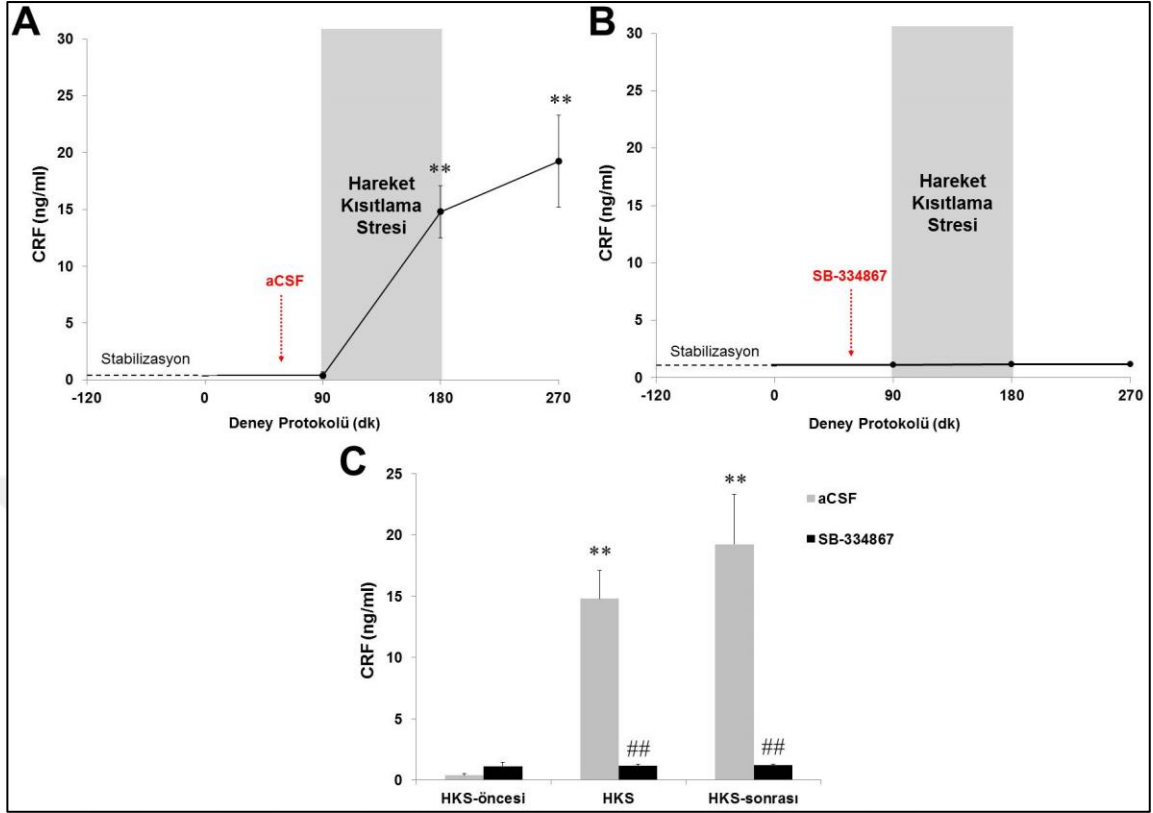 A
30
25
20
15
10
5
0
CRF (ng/ml)
**
**
Hareket
Kısıtlama
Stresi
aCSF
Stabilizasyon
-120
0
90
180
270
Deney Protokolü (dk)
B
30
25
20
15
10
5
0
CRF (ng/ml)
Hareket
Kısıtlama
Stresi
SB-334867
Stabilizasyon
-120
0
90
180
270
Deney Protokolü (dk)
C
25
20
15
10
5
0
CRF (ng/ml)
**
**
##
##
aCSF
SB-334867
HKS-öncesi
HKS
HKS-sonrası